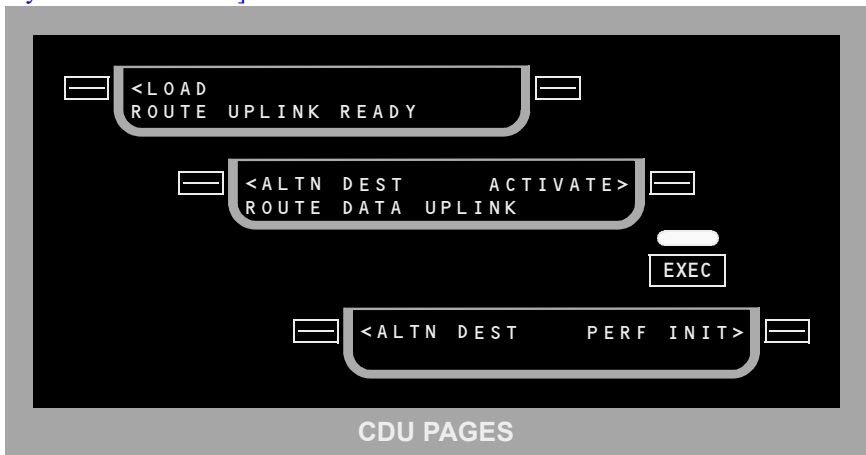 <LOAD
ROUTE UPLINK READY
<ALTN DEST ACTIVATE>
ROUTE DATA UPLINK
EXEC
<ALTN DEST PERF INIT>
CDU PAGES